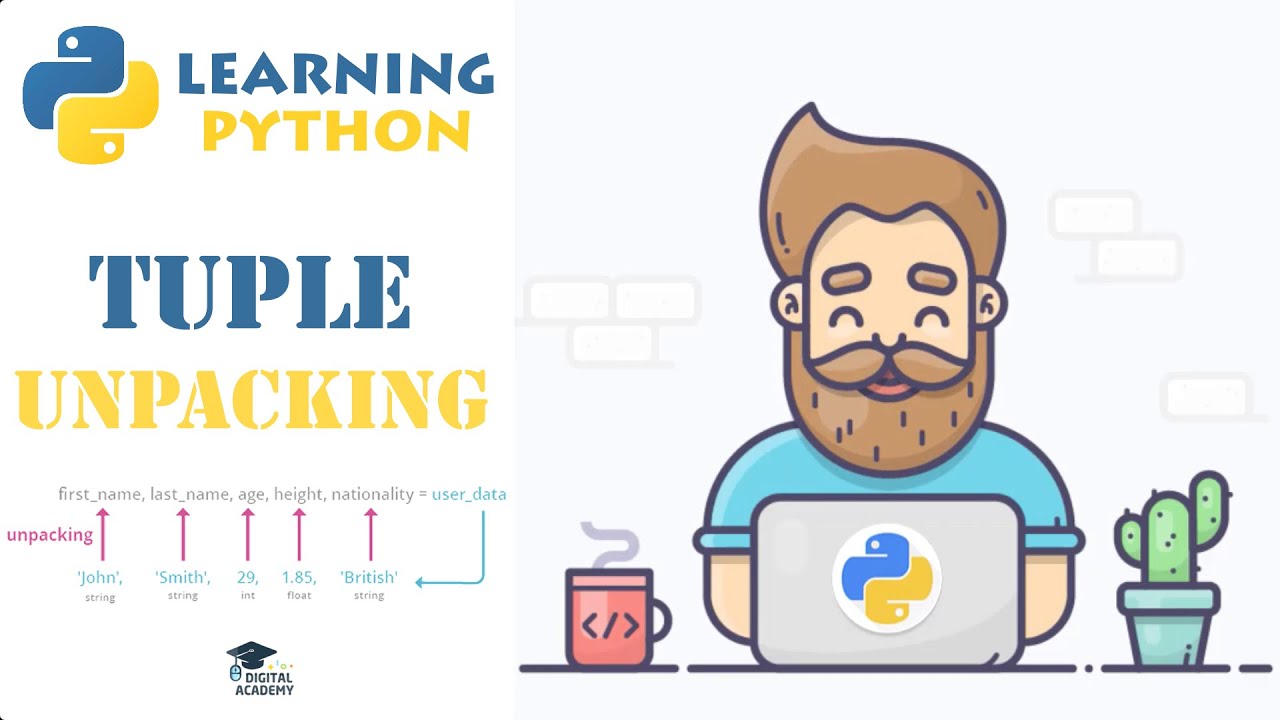 LEARNING
PYTHON
TUPLE
UNPACKING
first_name, last_name, age, height, nationality = user_data
unpacking
'John', 'Smith', 29, 1.85, 'British'
string string int float string
DIGITAL
ACADEMY
</>